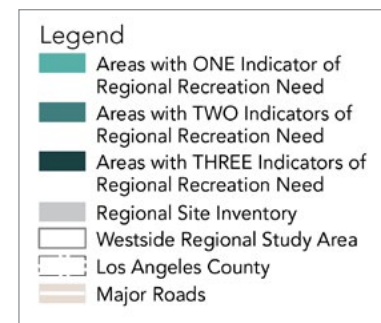 Legend
Areas with ONE Indicator of
Regional Recreation Need
Areas with TWO Indicators of
Regional Recreation Need
Areas with THREE Indicators of
Regional Recreation Need
Regional Site Inventory
Westside Regional Study Area
Los Angeles County
Major Roads